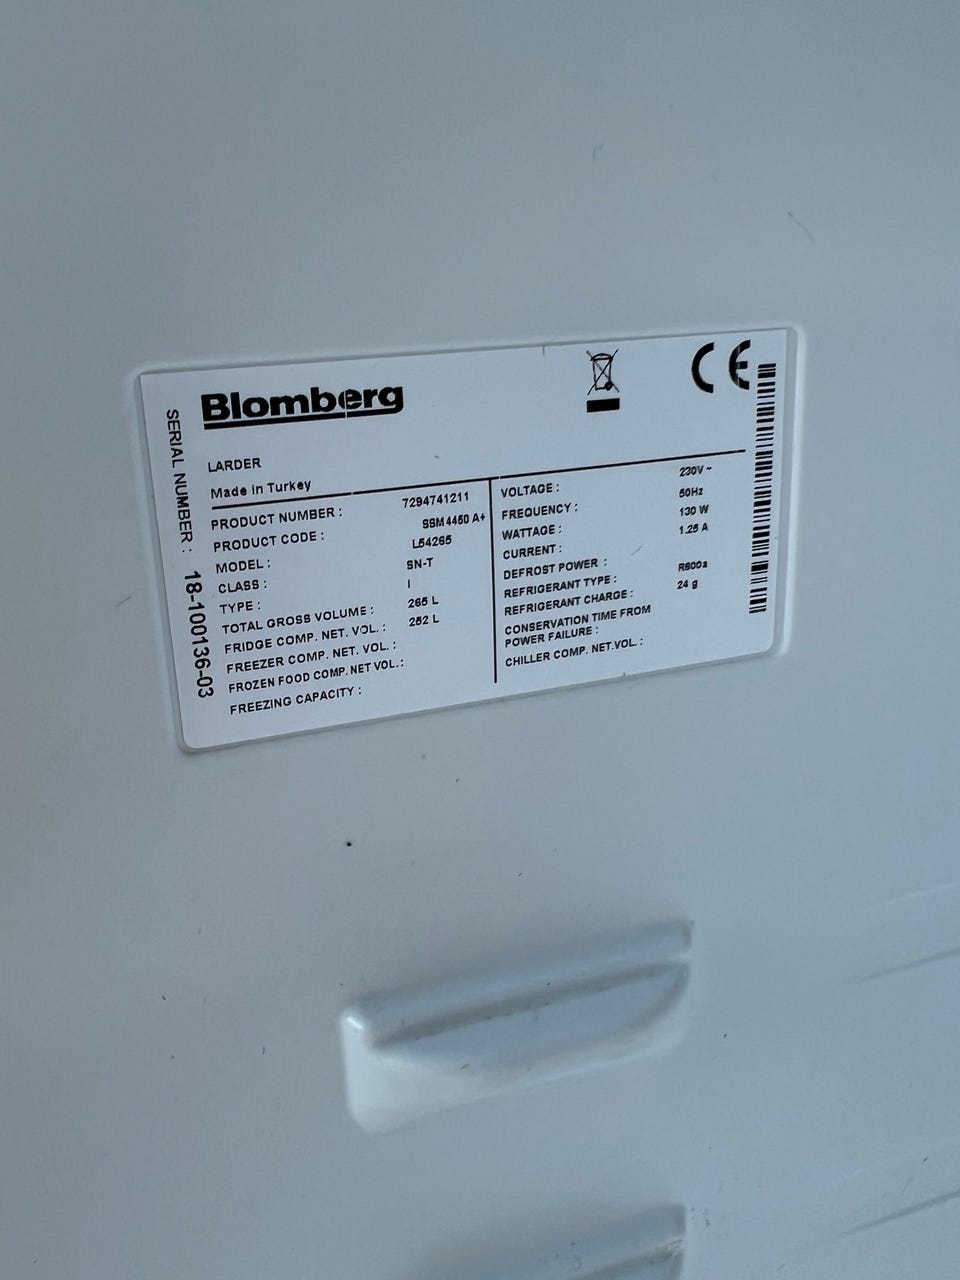 Blomberg
CE
LARDER
Made in Turkey
SERIAL NUMBER : 18-100136-03
PRODUCT NUMBER : 7294741211
PRODUCT CODE : SSM 4450 A+
MODEL : L54265
CLASS : SN-T
TYPE : I
TOTAL GROSS VOLUME : 265 L
FRIDGE COMP. NET. VOL. : 252 L
FREEZER COMP. NET. VOL. :
FROZEN FOOD COMP. NET VOL. :
FREEZING CAPACITY :
VOLTAGE : 230V ~
FREQUENCY : 50Hz
WATTAGE : 130 W
CURRENT : 1.25 A
DEFROST POWER :
REFRIGERANT TYPE : R600a
REFRIGERANT CHARGE : 24 g
CONSERVATION TIME FROM
POWER FAILURE :
CHILLER COMP. NET.VOL. :